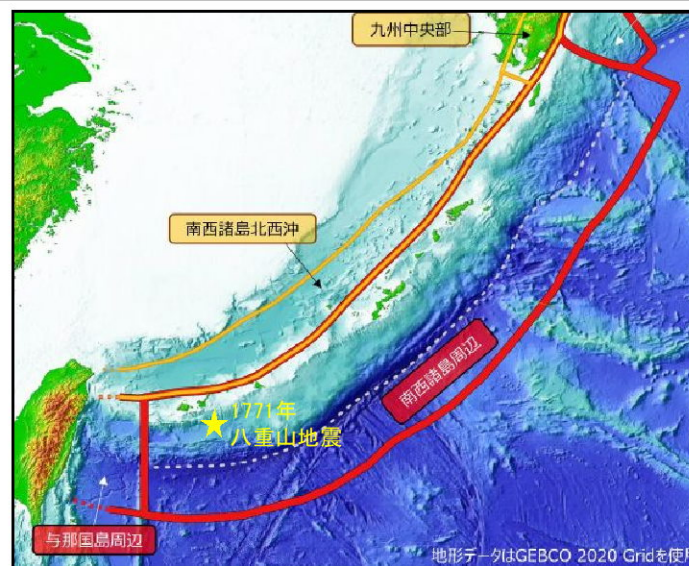 九州中央部
南西諸島北西沖
南西諸島周辺
1771年
八重山地震
与那国島周辺
地形データはGEBCO 2020 Gridを使用